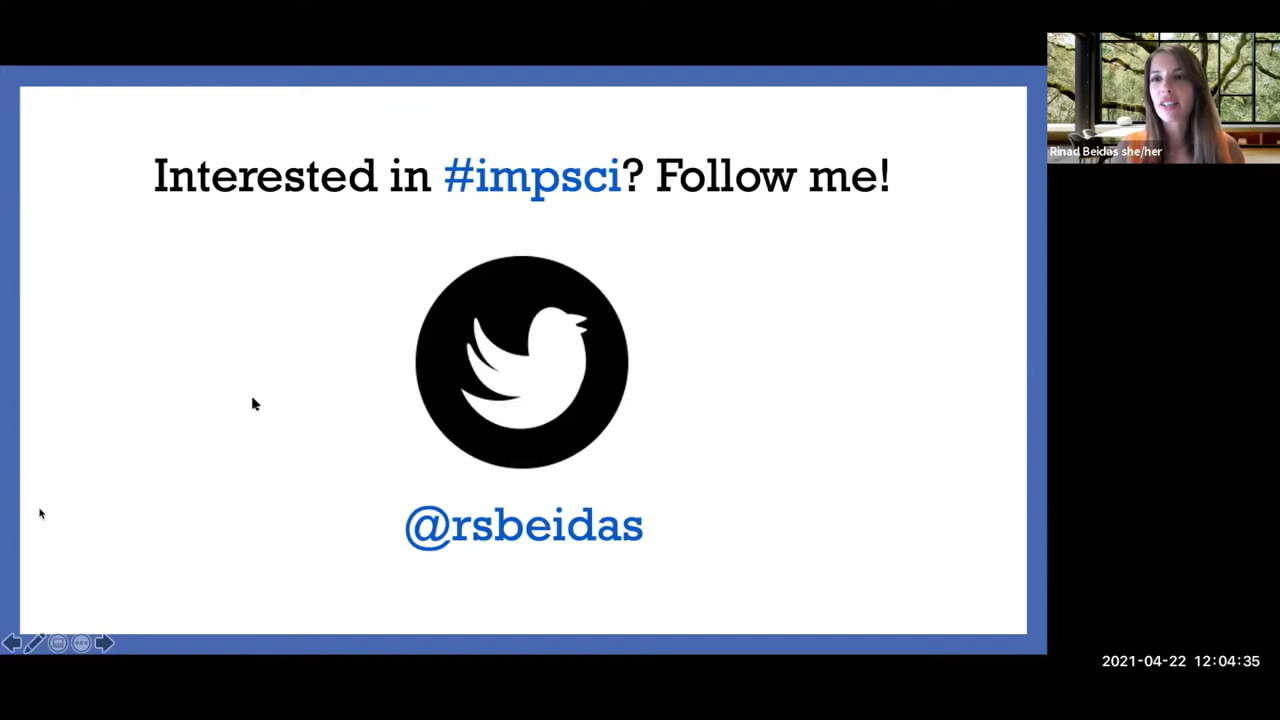 Interested in #impsci? Follow me!
@rsbeidas
Rinad Beidas she/her
2021-04-22 12:04:35